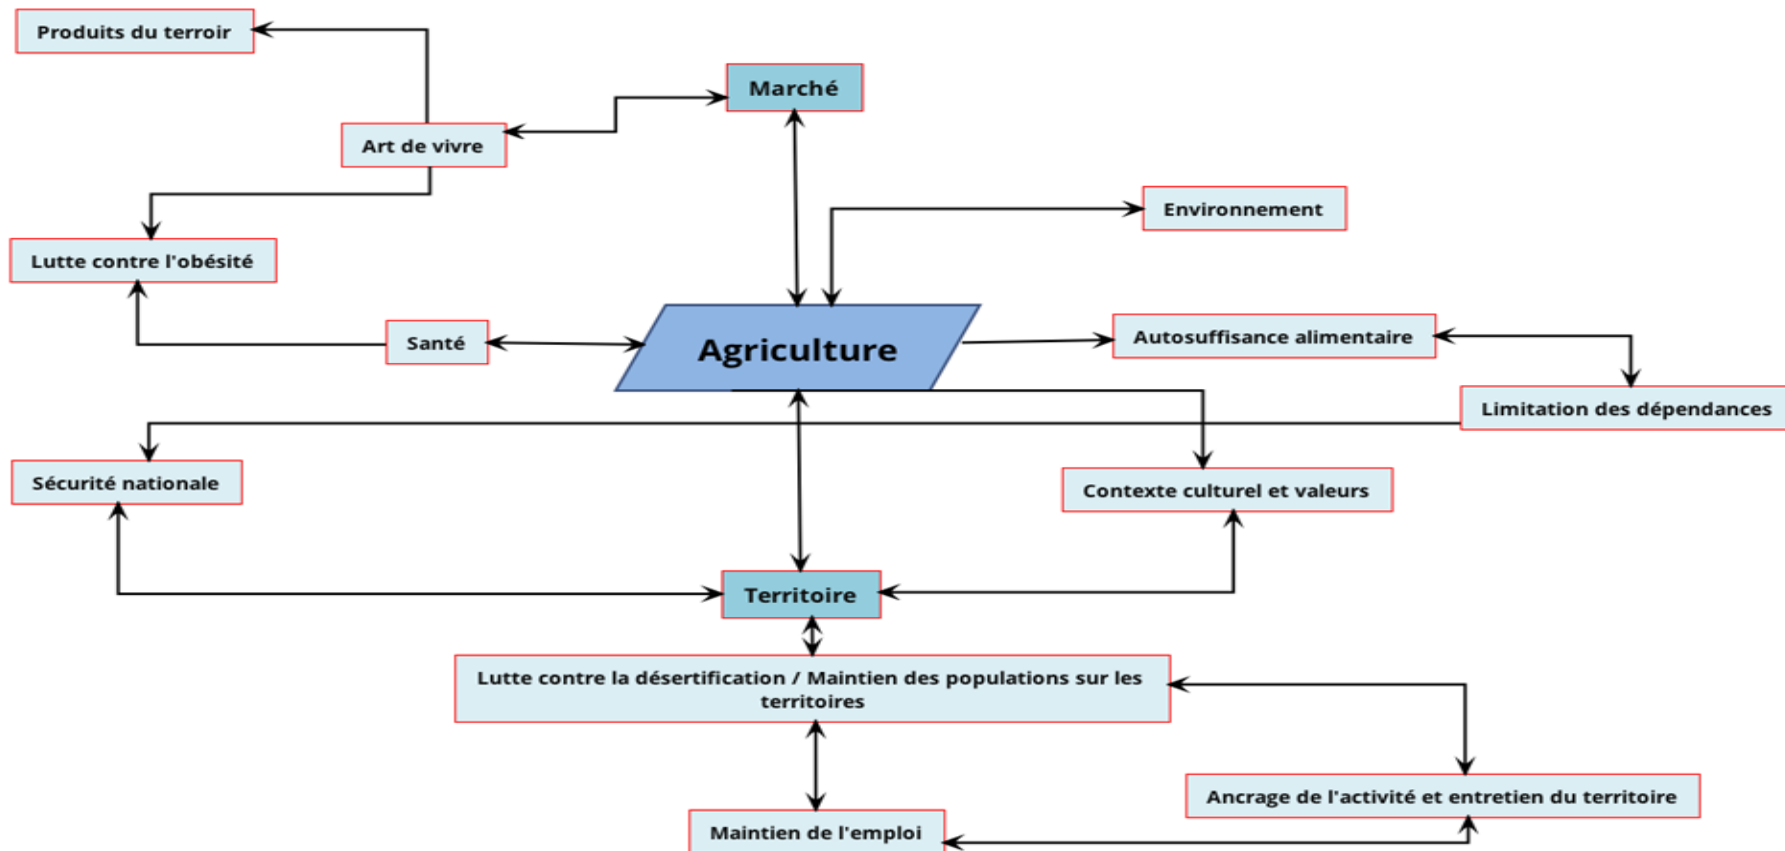 Produits du terroir
Marché
Art de vivre
Environnement
Lutte contre l'obésité
Santé
Agriculture
Autosuffisance alimentaire
Limitation des dépendances
Sécurité nationale
Contexte culturel et valeurs
Territoire
Lutte contre la désertification / Maintien des populations sur les
territoires
Ancrage de l'activité et entretien du territoire
Maintien de l'emploi